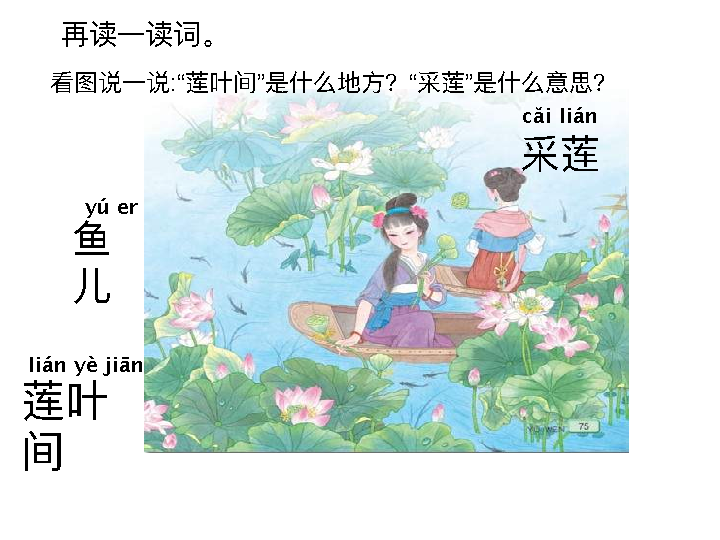 再读一读词。
看图说一说:“莲叶间”是什么地方？“采莲”是什么意思？
cǎi lián
采莲
yú er
鱼
儿
lián yè jiān
莲叶
间
YU WEN 75